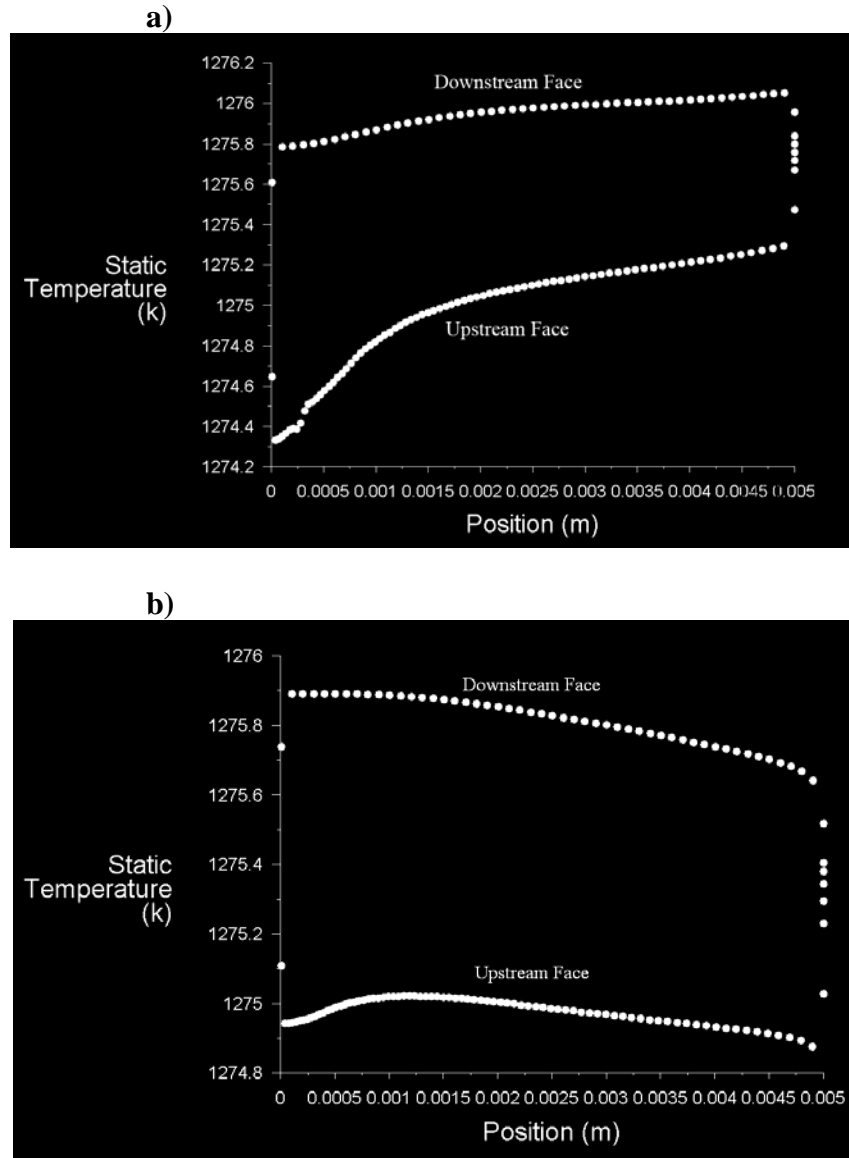 a)
1276.2
Downstream Face
1276
1275.8
1275.6
1275.4
1275.2
Static
Temperature
(k)
1275
Upstream Face
1274.8
1274.6
1274.4
1274.2
0 0.0005 0.001 0.0015 0.002 0.0025 0.003 0.0035 0.004 0.0045 0.005
Position (m)
b)
1276
Downstream Face
1275.8
1275.6
1275.4
Static
Temperature
(k)
1275.2
Upstream Face
1275
1274.8
0 0.0005 0.001 0.0015 0.002 0.0025 0.003 0.0035 0.004 0.0045 0.005
Position (m)